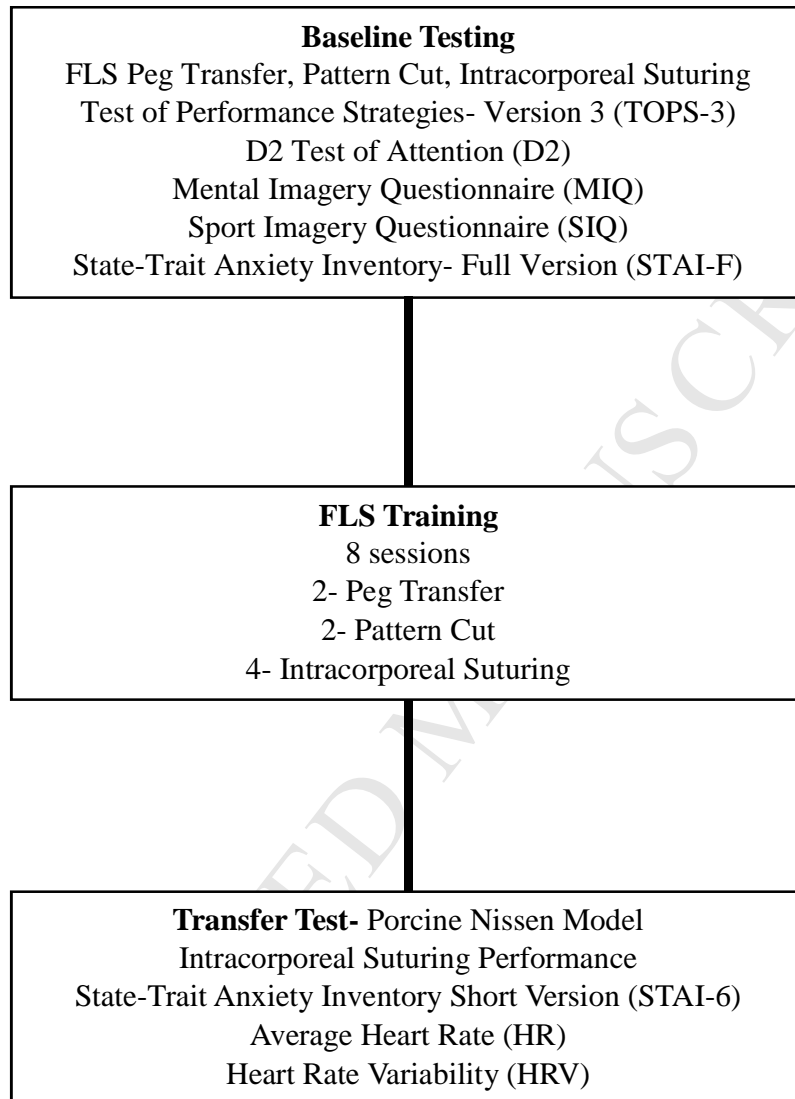 Baseline Testing
FLS Peg Transfer, Pattern Cut, Intracorporeal Suturing
Test of Performance Strategies- Version 3 (TOPS-3)
D2 Test of Attention (D2)
Mental Imagery Questionnaire (MIQ)
Sport Imagery Questionnaire (SIQ)
State-Trait Anxiety Inventory- Full Version (STAI-F)
FLS Training
8 sessions
2- Peg Transfer
2- Pattern Cut
4- Intracorporeal Suturing
Transfer Test- Porcine Nissen Model
Intracorporeal Suturing Performance
State-Trait Anxiety Inventory Short Version (STAI-6)
Average Heart Rate (HR)
Heart Rate Variability (HRV)